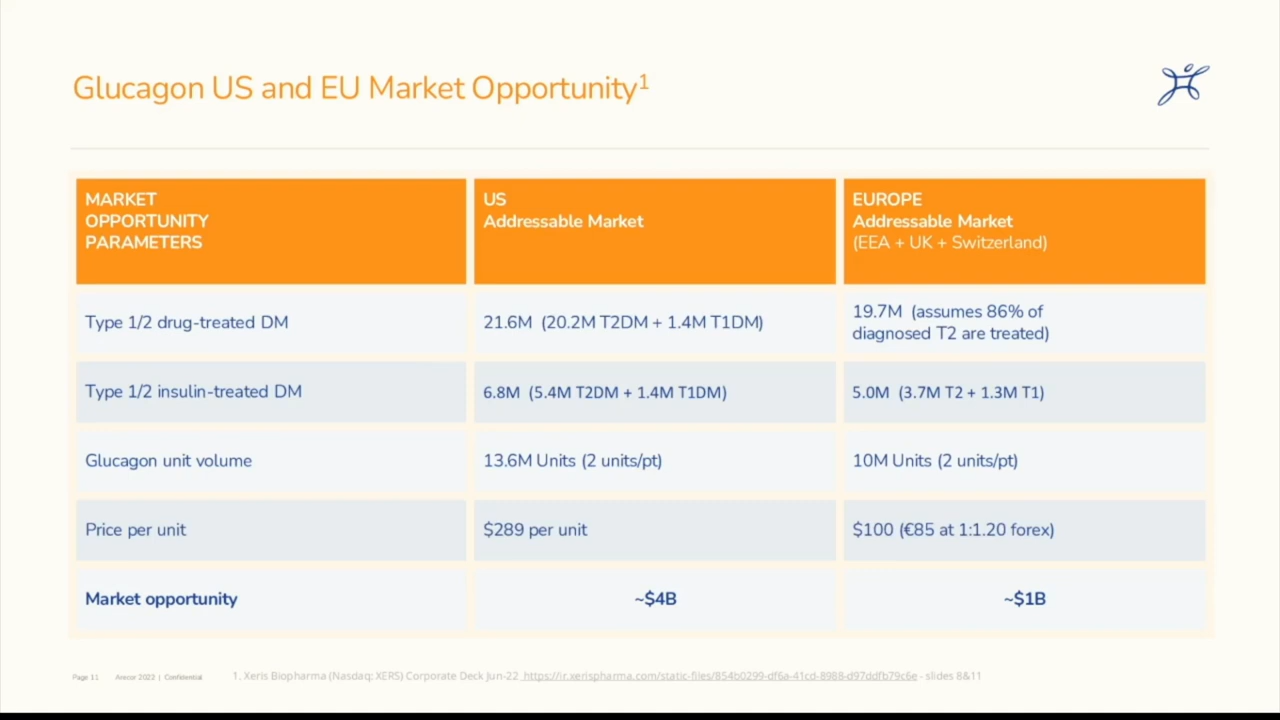 Glucagon US and EU Market Opportunity¹
MARKET
OPPORTUNITY
PARAMETERS
US
Addressable Market
EUROPE
Addressable Market
(EEA + UK + Switzerland)
Type 1/2 drug-treated DM
21.6M (20.2M T2DM + 1.4M T1DM)
19.7M (assumes 86% of
diagnosed T2 are treated)
Type 1/2 insulin-treated DM
6.8M (5.4M T2DM + 1.4M T1DM)
5.0M (3.7M T2 + 1.3M T1)
Glucagon unit volume
13.6M Units (2 units/pt)
10M Units (2 units/pt)
Price per unit
$289 per unit
$100 (€85 at 1:1.20 forex)
Market opportunity
~$4B
~$1B
Page 11 Arecor 2023 | Confidential 1. Xeris Biopharma (Nasdaq: XERS) Corporate Deck Jun-22 https://ir.xerispharma.com/static-files/854b0299-df6a-41cd-8988-d97ddfb79c6e - slides 8&11